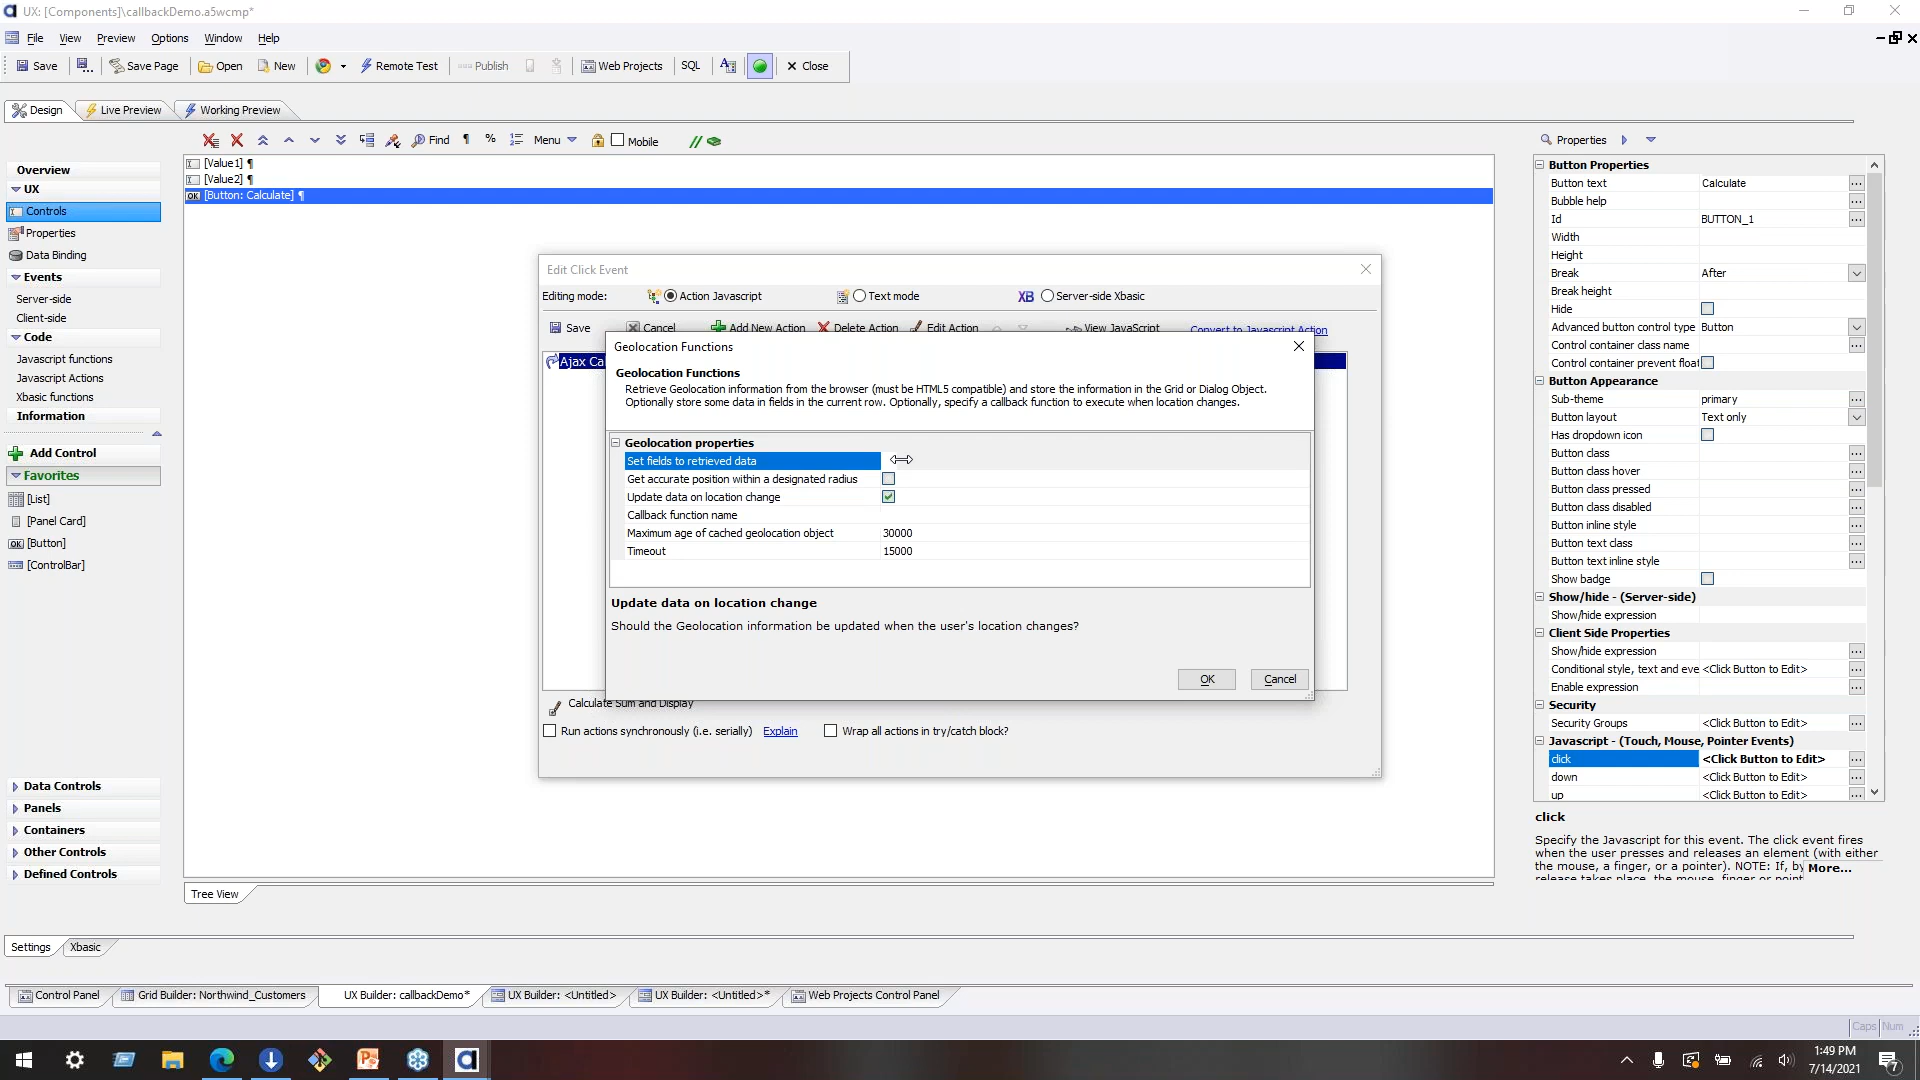 UX: [Components]\callbackDemo.a5wcmp*
File View Preview Options Window Help
Save Save Page Open New Remote Test Publish Web Projects SQL Close
Design Live Preview Working Preview
Find ¶ % Menu Mobile
Properties
Overview
UX
Controls
Properties
Data Binding
Events
Server-side
Client-side
Code
Javascript functions
Javascript Actions
Xbasic functions
Information
Add Control
Favorites
[List]
[Panel Card]
[Button]
[ControlBar]
Data Controls
Panels
Containers
Other Controls
Defined Controls
[Value1] ¶
[Value2] ¶
OK [Button: Calculate] ¶
Edit Click Event
Editing mode: Action Javascript Text mode XB Server-side Xbasic
Save Cancel Add New Action Delete Action Edit Action View JavaScript Convert to Javascript Action
Ajax Ca
Geolocation Functions
Geolocation Functions
Retrieve Geolocation information from the browser (must be HTML5 compatible) and store the information in the Grid or Dialog Object.
Optionally store some data in fields in the current row. Optionally, specify a callback function to execute when location changes.
Geolocation properties
Set fields to retrieved data
Get accurate position within a designated radius
Update data on location change
Callback function name
Maximum age of cached geolocation object 30000
Timeout 15000
Update data on location change
Should the Geolocation information be updated when the user's location changes?
OK Cancel
Calculate Sum and Display
Run actions synchronously (i.e. serially) Explain Wrap all actions in try/catch block?
Button Properties
Button text Calculate
Bubble help
Id BUTTON_1
Width
Height
Break After
Break height
Hide
Advanced button control type Button
Control container class name
Control container prevent float
Button Appearance
Sub-theme primary
Button layout Text only
Has dropdown icon
Button class
Button class hover
Button class pressed
Button class disabled
Button inline style
Button text class
Button text inline style
Show badge
Show/hide - (Server-side)
Show/hide expression
Client Side Properties
Show/hide expression
Conditional style, text and eve <Click Button to Edit>
Enable expression
Security
Security Groups <Click Button to Edit>
Javascript - (Touch, Mouse, Pointer Events)
click <Click Button to Edit>
down <Click Button to Edit>
up <Click Button to Edit>
click
Specify the Javascript for this event. The click event fires
when the user presses and releases an element (with either
the mouse, a finger, or a pointer). NOTE: If, by More...
release takes place, the mouse, finger or point
Tree View
Settings Xbasic
Control Panel Grid Builder: Northwind_Customers UX Builder: callbackDemo* UX Builder: <Untitled> UX Builder: <Untitled>* Web Projects Control Panel
Caps Num
1:49 PM
7/14/2021
7